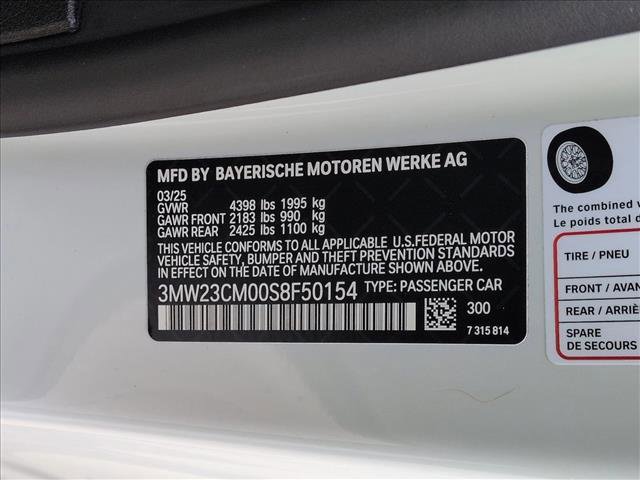 MFD BY BAYERISCHE MOTOREN WERKE AG
03/25
GVWR 4398 lbs 1995 kg
GAWR FRONT 2183 lbs 990 kg
GAWR REAR 2425 lbs 1100 kg
THIS VEHICLE CONFORMS TO ALL APPLICABLE U.S.FEDERAL MOTOR
VEHICLE SAFETY, BUMPER AND THEFT PREVENTION STANDARDS
IN EFFECT ON THE DATE OF MANUFACTURE SHOWN ABOVE.
3MW23CM00S8F50154 TYPE: PASSENGER CAR
300
7 315 814
The combined
Le poids total
TIRE / PNEU
FRONT / AVAN
REAR / ARRIÈ
SPARE
DE SECOURS